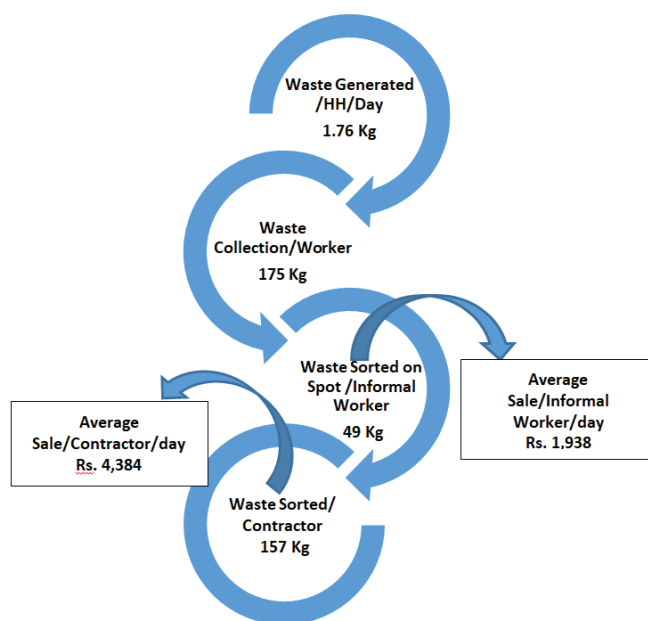 Waste Generated
/HH/Day
1.76 Kg
Waste
Collection/Worker
175 Kg
Waste Sorted on
Spot /Informal
Worker
49 Kg
Average
Sale/Informal
Worker/day
Rs. 1,938
Average
Sale/Contractor/day
Rs. 4,384
Waste Sorted/
Contractor
157 Kg